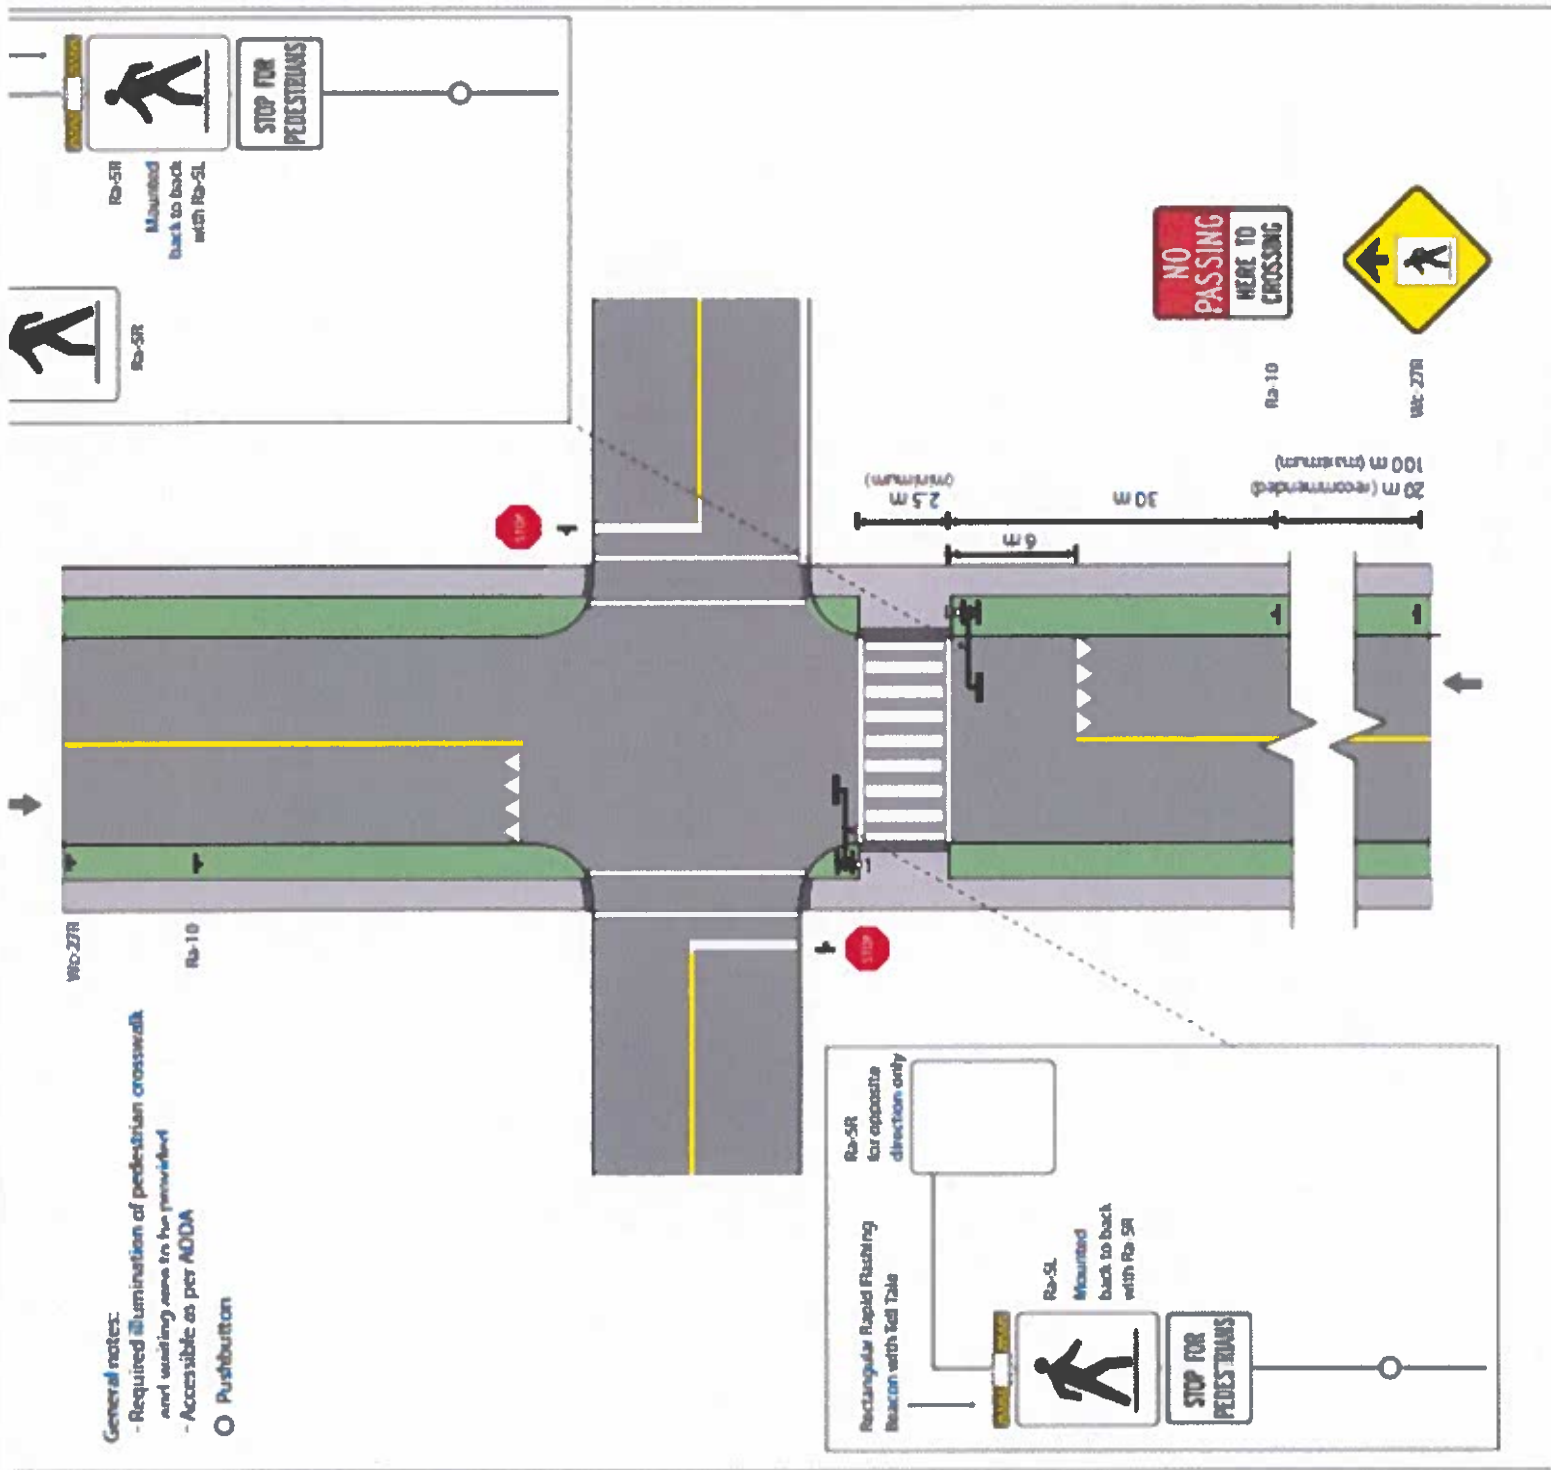 General notes:
- Required illumination of pedestrian crosswalk
and waiting area to be provided
- Accessible as per AODA
Pushbutton
Wc-27R
Ra-10
Ra-5R
Ra-5R
Mounted
back to back
with Ra-5L
STOP FOR
PEDESTRIANS
STOP
STOP
2.5 m
(minimum)
6 m
30 m
20 m (recommended)
100 m (maximum)
Ra-10
NO
PASSING
HERE TO
CROSSING
Wc-27R
Rectangular Rapid Flashing
Beacon with Tell Tale
Ra-5R
for opposite
direction only
Ra-5L
Mounted
back to back
with Ra-5R
STOP FOR
PEDESTRIANS